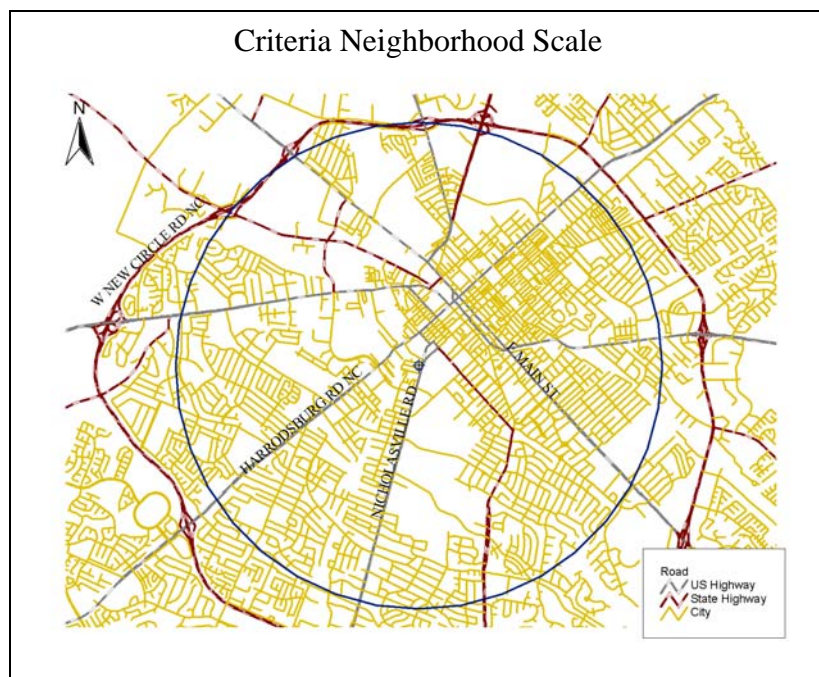 Criteria Neighborhood Scale
N
W NEW CIRCLE RD NC
HARRODSBURG RD NC
NICHOLASVILLE RD
E MAIN ST
Road
US Highway
State Highway
City